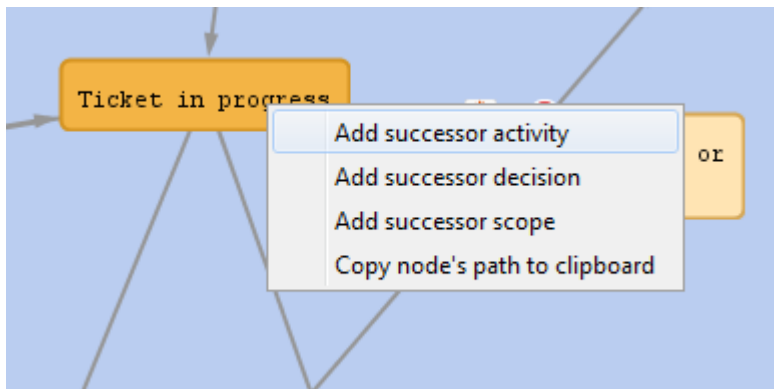 Ticket in progress
Add successor activity
or
Add successor decision
Add successor scope
Copy node's path to clipboard